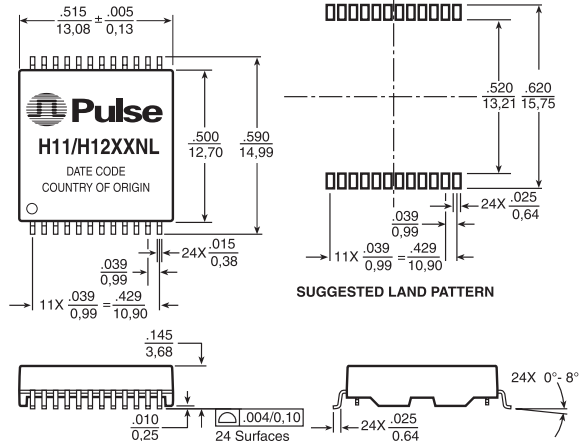 .515 ± .005
13,08 0,13
Pulse
H11/H12XXNL
DATE CODE
COUNTRY OF ORIGIN
.500
12,70
.590
14,99
24X .015
0,38
.039
0,99
11X .039 = .429
0,99 10,90
.520
13,21
.620
15,75
24X .025
0,64
.039
0,99
11X .039 = .429
0,99 10,90
SUGGESTED LAND PATTERN
.145
3,68
.010
0,25
.004/0,10
24 Surfaces
24X .025
0.64
24X 0°- 8°